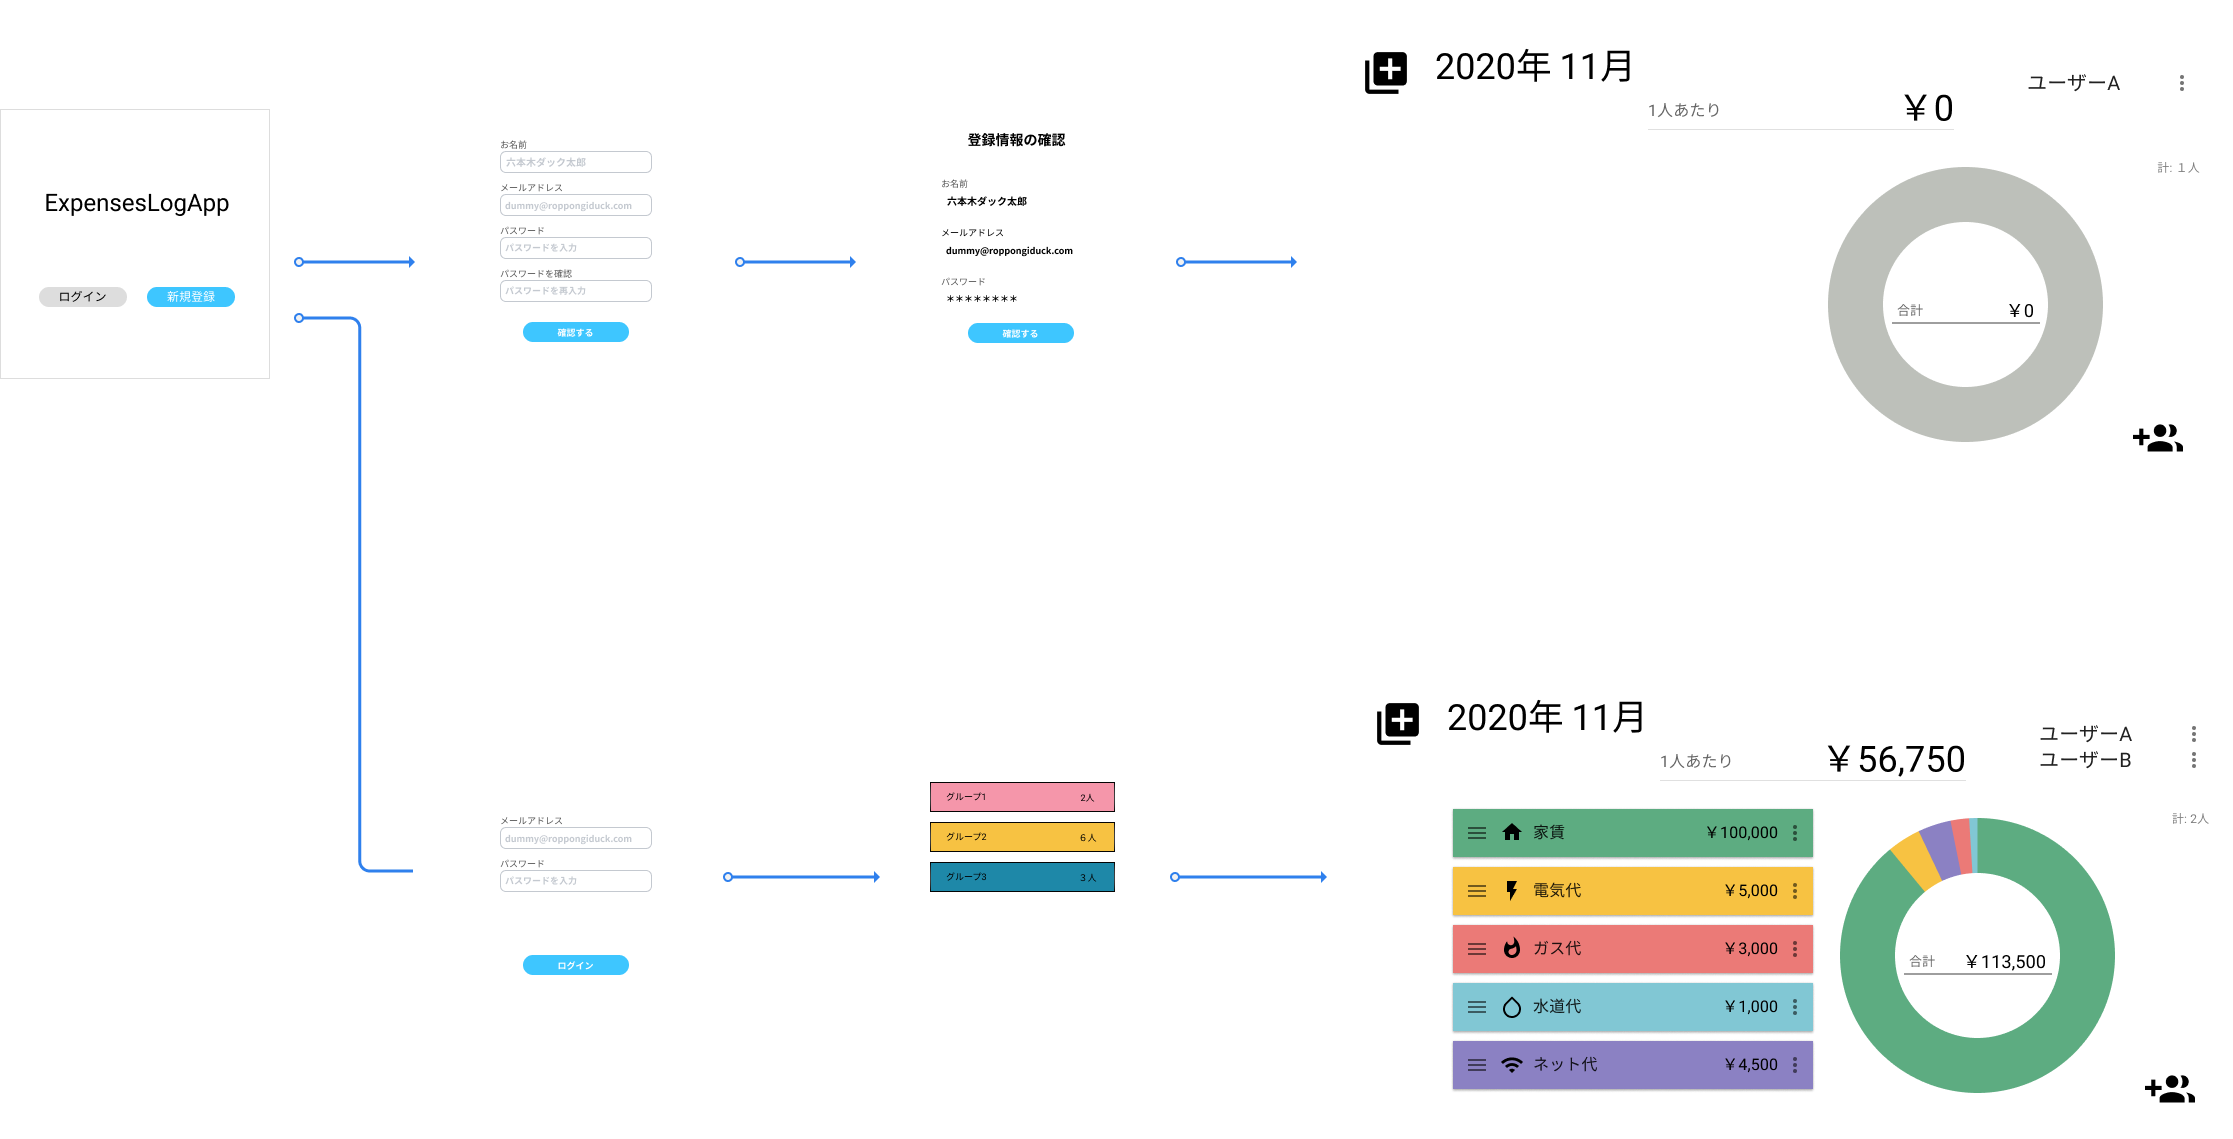 ExpensesLogApp
ログイン
新規登録
お名前
六本木ダック太郎
メールアドレス
dummy@roppongiduck.com
パスワード
パスワードを入力
パスワードを確認
パスワードを再入力
確認する
登録情報の確認
お名前
六本木ダック太郎
メールアドレス
dummy@roppongiduck.com
パスワード
********
確認する
2020年 11月
1人あたり ￥0
ユーザーA
計: 1人
合計 ￥0
メールアドレス
dummy@roppongiduck.com
パスワード
パスワードを入力
ログイン
グループ1 2人
グループ2 6人
グループ3 3人
2020年 11月
1人あたり ￥56,750
ユーザーA
ユーザーB
計: 2人
家賃 ￥100,000
電気代 ￥5,000
ガス代 ￥3,000
水道代 ￥1,000
ネット代 ￥4,500
合計 ￥113,500